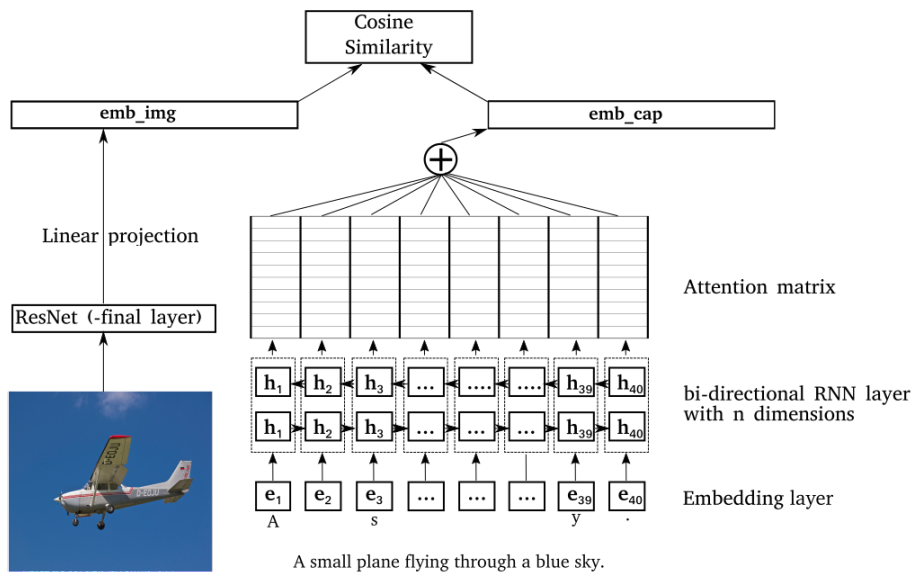 Cosine
Similarity
emb_img
emb_cap
+
Linear projection
Attention matrix
ResNet (-final layer)
h1 h2 h3 ... .... .... h39 h40
bi-directional RNN layer
with n dimensions
h1 h2 h3 ... ... ... h39 h40
e1 e2 e3 ... ... ... e39 e40
Embedding layer
A s y .
A small plane flying through a blue sky.